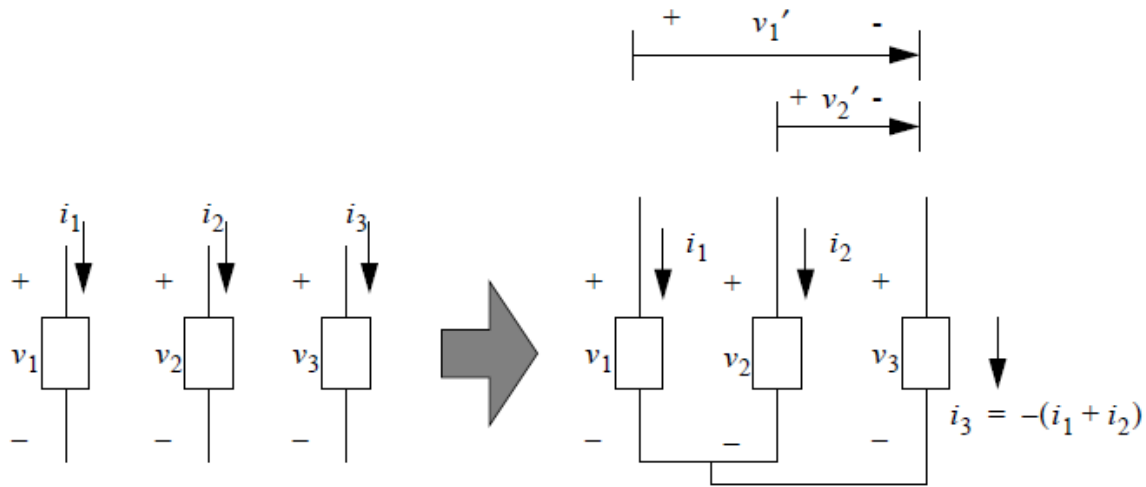 + v₁′ -
+ v₂′ -
i₁ i₂ i₃
i₁ i₂
+ + + + + +
v₁ v₂ v₃ v₁ v₂ v₃
i₃ = −(i₁ + i₂)
− − − − − −